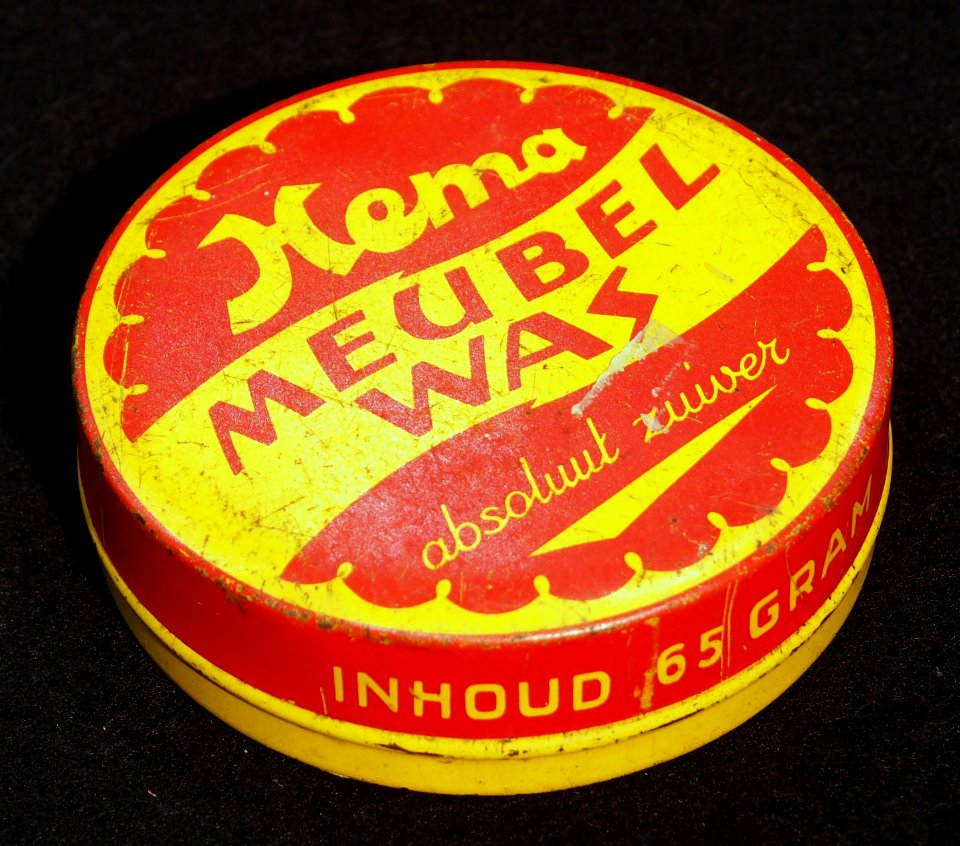 Hema
MEUBEL
WAS
absoluut zuiver
INHOUD 65 GRAM